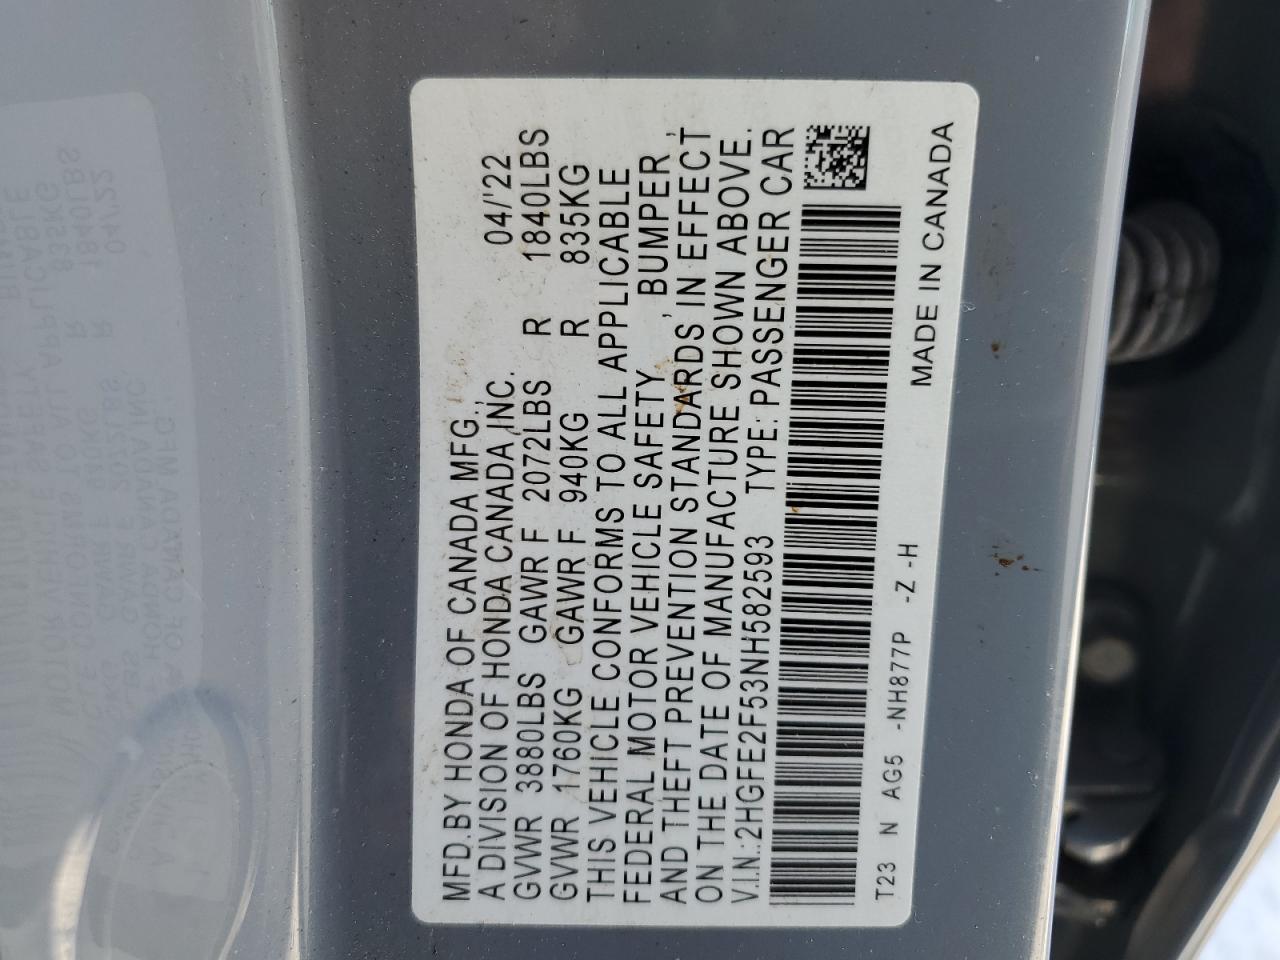 MFD.BY HONDA OF CANADA MFG.,
A DIVISION OF HONDA CANADA INC. 04/'22
GVWR 3880LBS GAWR F 2072LBS R 1840LBS
GVWR 1760KG GAWR F 940KG R 835KG
THIS VEHICLE CONFORMS TO ALL APPLICABLE
FEDERAL MOTOR VEHICLE SAFETY, BUMPER,
AND THEFT PREVENTION STANDARDS IN EFFECT
ON THE DATE OF MANUFACTURE SHOWN ABOVE.
V.I.N.:2HGFE2F53NH582593 TYPE: PASSENGER CAR
T23 N AG5 -NH877P -Z -H
MADE IN CANADA